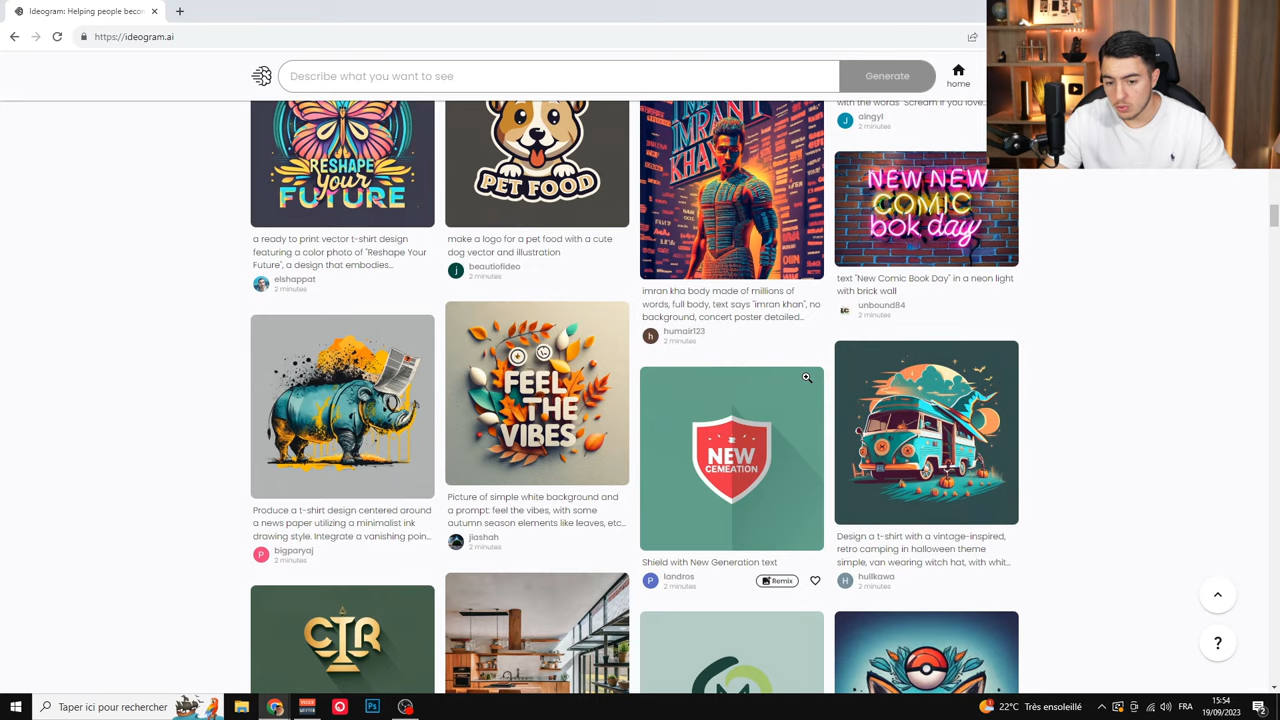 Ideogram: Helping people becom
https://ideogram.ai
Describe what you want to see
Generate
home
RESHAPE
Your
FUTURE
a ready to print vector t-shirt design
featuring a color photo of "Reshape Your
Future", a design that embodies...
elshappat
2 minutes
PET FOOD
make a logo for a pet food with a cute
dog vector and illustration
j
beautiofideo
2 minutes
IMRAN
KHAN
imran kha body made of millions of
words, full body, text says "imran khan", no
background, concert poster detailed...
h
humair123
2 minutes
with the words "Scream if you love...
J
aingyl
2 minutes
NEW NEW
COMIC
book day
text "New Comic Book Day" in a neon light
with brick wall
unbound84
2 minutes
Produce a t-shirt design centered around
a news paper utilizing a minimalist ink
drawing style. Integrate a vanishing poin...
P
bigparyaj
2 minutes
FEEL
THE
VIBES
Picture of simple white background and
a prompt: feel the vibes, with some
autumn season elements like leaves, etc...
jiashah
2 minutes
NEW
CEMEATION
Shield with New Generation text
P
landros
2 minutes
Remix
Design a t-shirt with a vintage-inspired,
retro camping in halloween theme
simple, van wearing witch hat, with whit...
H
hullkawa
2 minutes
CTR
?
Taper ici pour rechercher
Ps
22°C Très ensoleillé
FRA
15:54
19/09/2023